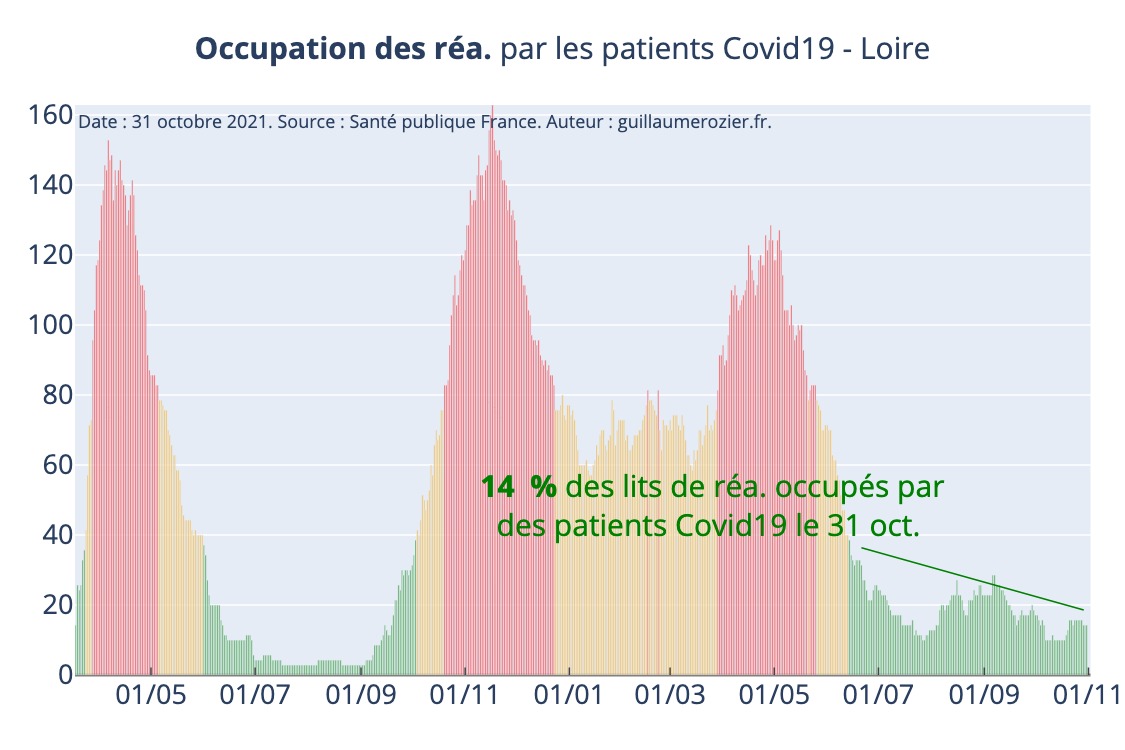 Occupation des réa. par les patients Covid19 - Loire
160
Date : 31 octobre 2021. Source : Santé publique France. Auteur : guillaumerozier.fr.
140
120
100
80
60
14 % des lits de réa. occupés par
des patients Covid19 le 31 oct.
40
20
0
01/05 01/07 01/09 01/11 01/01 01/03 01/05 01/07 01/09 01/11